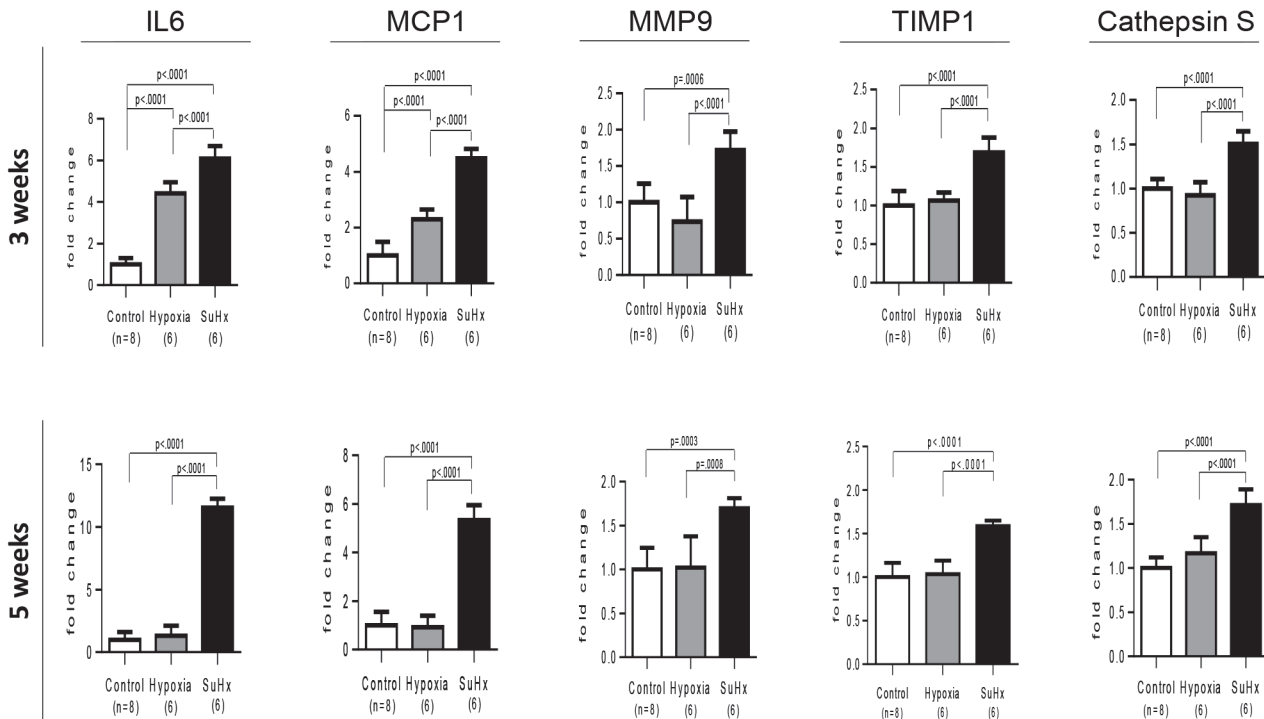 IL6
MCP1
MMP9
TIMP1
Cathepsin S
3 weeks
p<.0001
p<.0001
p<.0001
8
6
4
2
0
fold change
Control Hypoxia SuHx
(n=8) (6) (6)
p<.0001
p<.0001
p<.0001
6
4
2
0
fold change
Control Hypoxia SuHx
(n=8) (6) (6)
p=.0006
p<.0001
2.5
2.0
1.5
1.0
0.5
0.0
fold change
Control Hypoxia SuHx
(n=8) (6) (6)
p<.0001
p<.0001
2.5
2.0
1.5
1.0
0.5
0.0
fold change
Control Hypoxia SuHx
(n=8) (6) (6)
p<.0001
p<.0001
2.0
1.5
1.0
0.5
0.0
fold change
Control Hypoxia SuHx
(n=8) (6) (6)
5 weeks
p<.0001
p<.0001
15
10
5
0
fold change
Control Hypoxia SuHx
(n=8) (6) (6)
p<.0001
p<.0001
8
6
4
2
0
fold change
Control Hypoxia SuHx
(n=8) (6) (6)
p=.0003
p=.0008
2.0
1.5
1.0
0.5
0.0
fold change
Control Hypoxia SuHx
(n=8) (6) (6)
p<.0001
p<.0001
2.5
2.0
1.5
1.0
0.5
0.0
fold change
Control Hypoxia SuHx
(n=8) (6) (6)
p<.0001
p<.0001
2.0
1.5
1.0
0.5
0.0
fold change
Control Hypoxia SuHx
(n=8) (6) (6)